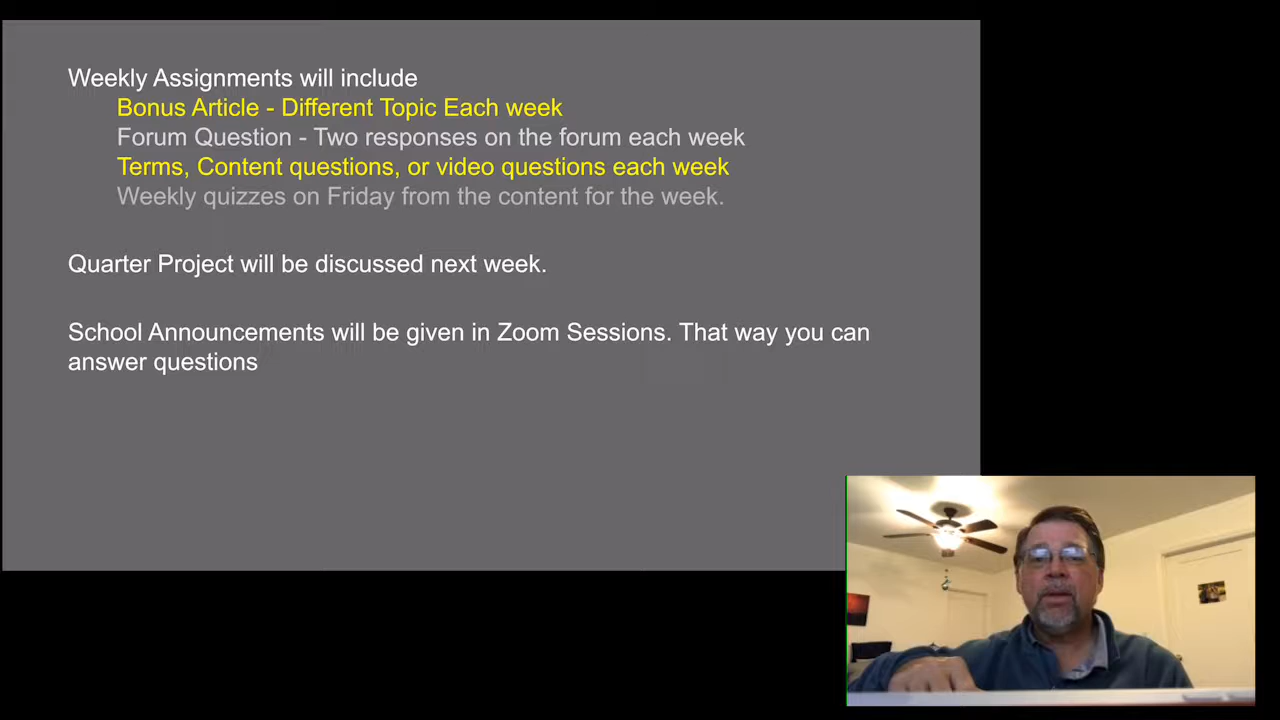 Weekly Assignments will include
Bonus Article - Different Topic Each week
Forum Question - Two responses on the forum each week
Terms, Content questions, or video questions each week
Weekly quizzes on Friday from the content for the week.
Quarter Project will be discussed next week.
School Announcements will be given in Zoom Sessions. That way you can
answer questions